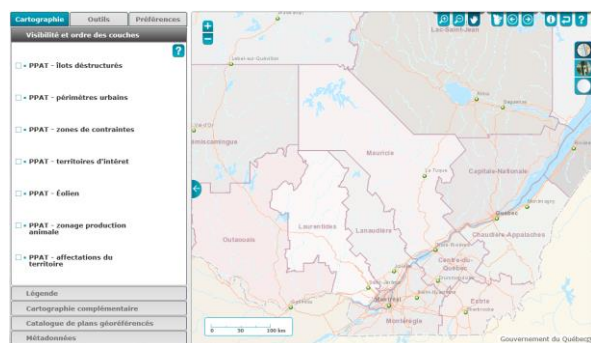 Cartographie Outils Préférences
Visibilité et ordre des couches
?
PPAT - îlots déstructurés
PPAT - périmètres urbains
PPAT - zones de contraintes
PPAT - territoires d'intéret
PPAT - Éolien
PPAT - zonage production
animale
PPAT - affectations du
territoire
Légende
Cartographie complémentaire
Catalogue de plans géoréférencés
Métadonnées
Lac-Saint-Jean
Mauricie
La Tuque
Capitale-Nationale
Québec
Montmagny
Chaudière-Appalaches
Laurentides
Lanaudière
Outaouais
Centre-du-
Québec
Montréal
Montérégie
Estrie
0 50 100 km
Gouvernement du Québec